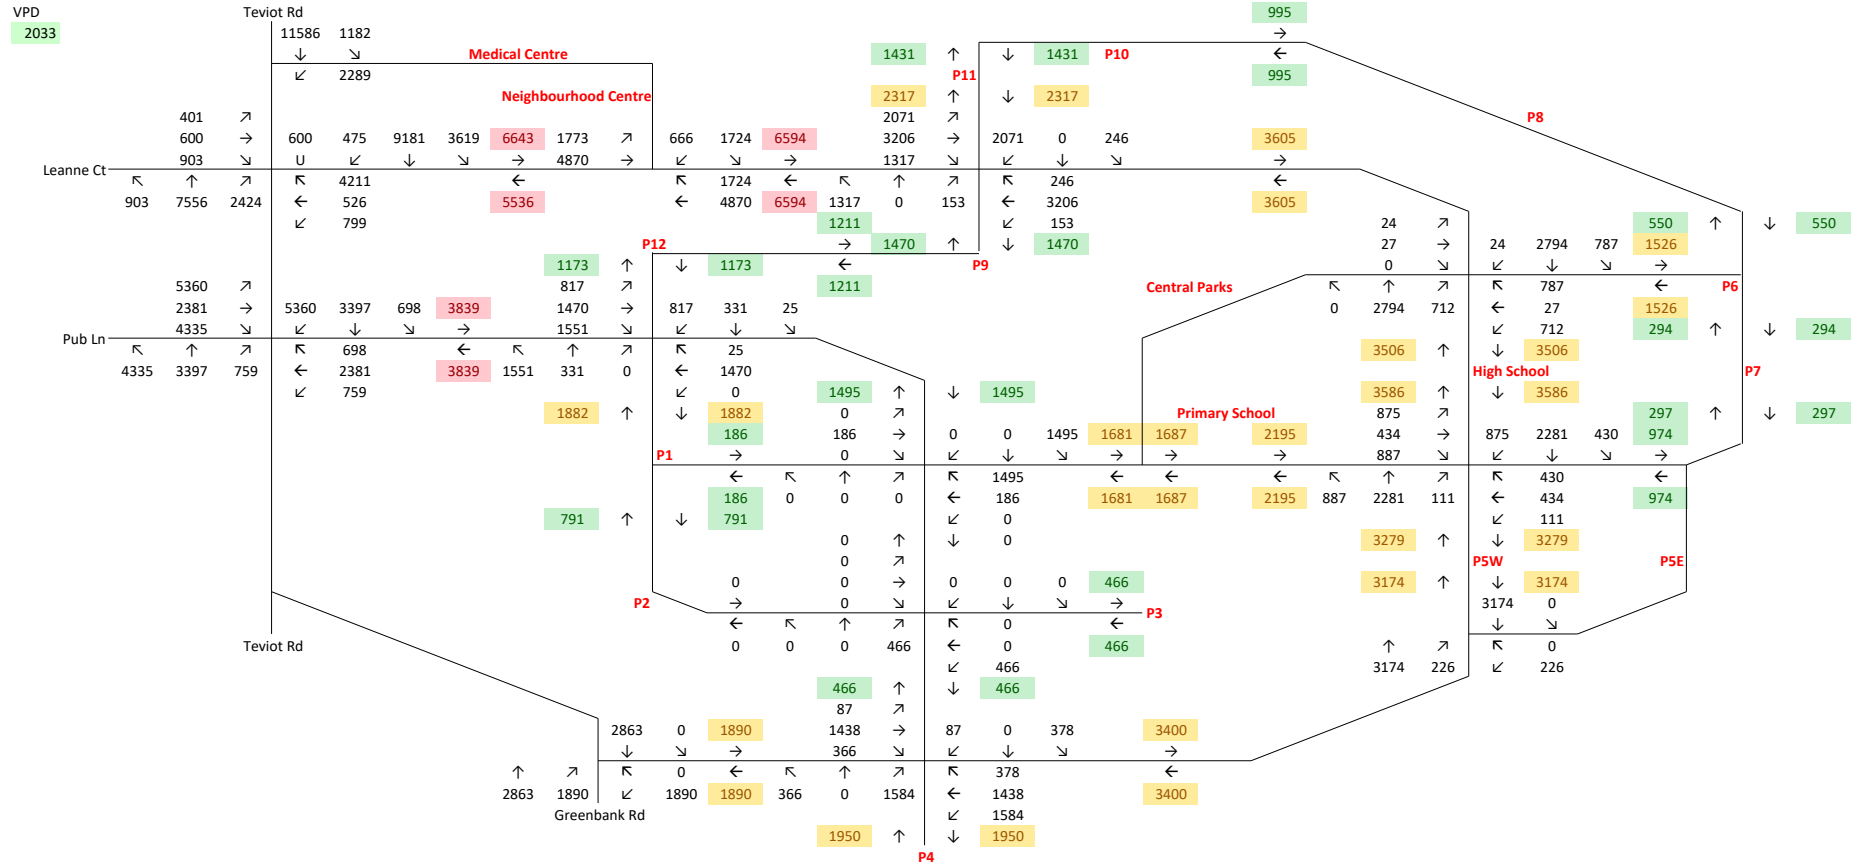 VPD Teviot Rd 995
2033 11586 1182 →
↓ ↘ Medical Centre 1431 ↑ ↓ 1431 P10 ←
↙ 2289 P11 995
Neighbourhood Centre 2317 ↑ ↓ 2317
401 ↗ 2071 ↗ P8
600 → 600 475 9181 3619 6643 1773 ↗ 666 1724 6594 3206 → 2071 0 246 3605
903 ↘ U ↙ ↓ ↘ → 4870 → ↙ ↘ → 1317 ↘ ↙ ↓ ↘ →
Leanne Ct
↖ ↑ ↗ ↖ 4211 ← ↖ 1724 ← ↖ ↑ ↗ ↖ 246 ←
903 7556 2424 ← 526 5536 ← 4870 6594 1317 0 153 ← 3206 3605
↙ 799 1211 ↙ 153 24 ↗ 550 ↑ ↓ 550
P12 → 1470 ↑ ↓ 1470 27 → 24 2794 787 1526
1173 ↑ ↓ 1173 ← P9 0 ↘ ↙ ↓ ↘ →
5360 ↗ 817 ↗ 1211 Central Parks ↖ ↑ ↗ ↖ 787 ← P6
2381 → 5360 3397 698 3839 1470 → 817 331 25 0 2794 712 ← 27 1526
4335 ↘ ↙ ↓ ↘ → 1551 ↘ ↙ ↓ ↘ ↙ 712 294 ↑ ↓ 294
Pub Ln
↖ ↑ ↗ ↖ 698 ← ↖ ↑ ↗ ↖ 25 3506 ↑ ↓ 3506
4335 3397 759 ← 2381 3839 1551 331 0 ← 1470 High School P7
↙ 759 ↙ 0 1495 ↑ ↓ 1495 3586 ↑ ↓ 3586
1882 ↑ ↓ 1882 0 ↗ Primary School 875 ↗ 297 ↑ ↓ 297
186 186 → 0 0 1495 1681 1687 2195 434 → 875 2281 430 974
P1 → 0 ↘ ↙ ↓ ↘ → → → 887 ↘ ↙ ↓ ↘ →
← ↖ ↑ ↗ ↖ 1495 ← ← ← ↖ ↑ ↗ ↖ 430 ←
186 0 0 0 ← 186 1681 1687 2195 887 2281 111 ← 434 974
791 ↑ ↓ 791 ↙ 0 ↙ 111
0 ↑ ↓ 0 3279 ↑ ↓ 3279
0 ↗ P5W P5E
0 0 → 0 0 0 466 3174 ↑ ↓ 3174
P2 → 0 ↘ ↙ ↓ ↘ → P3 3174 0
← ↖ ↑ ↗ ↖ 0 ← ↓ ↘
Teviot Rd 0 0 0 466 ← 0 466 ↑ ↗ ↖ 0
↙ 466 3174 226 ↙ 226
466 ↑ ↓ 466
87 ↗
2863 0 1890 1438 → 87 0 378 3400
↓ ↘ → 366 ↘ ↙ ↓ ↘ →
↑ ↗ ↖ 0 ← ↖ ↑ ↗ ↖ 378 ←
2863 1890 ↙ 1890 1890 366 0 1584 ← 1438 3400
Greenbank Rd ↙ 1584
1950 ↑ ↓ 1950
P4